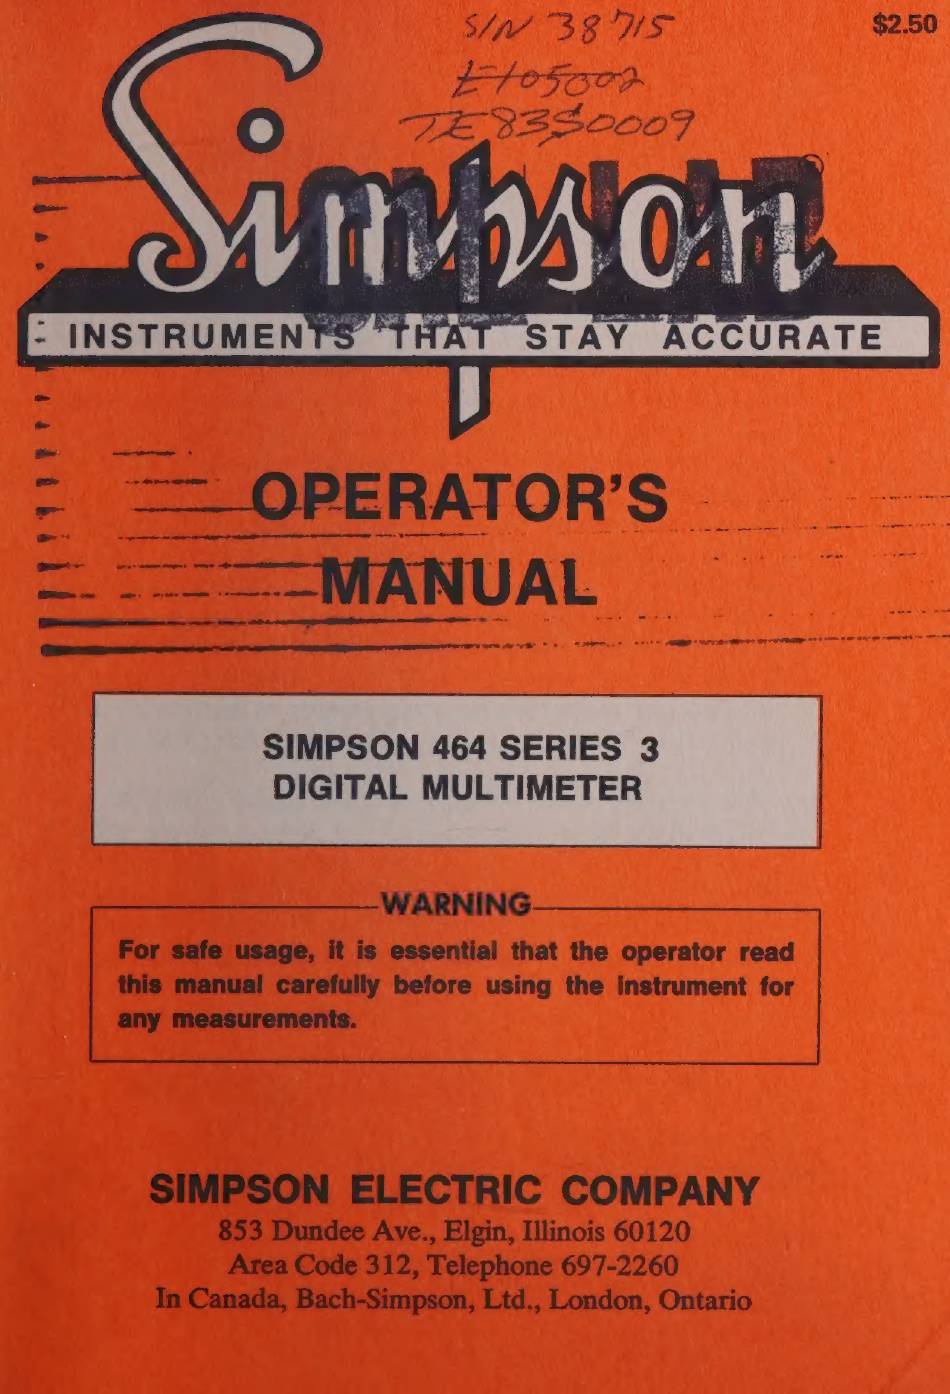 $2.50
S/N 38715
E105002
TE83S0009
Simpson
INSTRUMENTS THAT STAY ACCURATE
OPERATOR'S
MANUAL
SIMPSON 464 SERIES 3
DIGITAL MULTIMETER
WARNING
For safe usage, it is essential that the operator read
this manual carefully before using the instrument for
any measurements.
SIMPSON ELECTRIC COMPANY
853 Dundee Ave., Elgin, Illinois 60120
Area Code 312, Telephone 697-2260
In Canada, Bach-Simpson, Ltd., London, Ontario